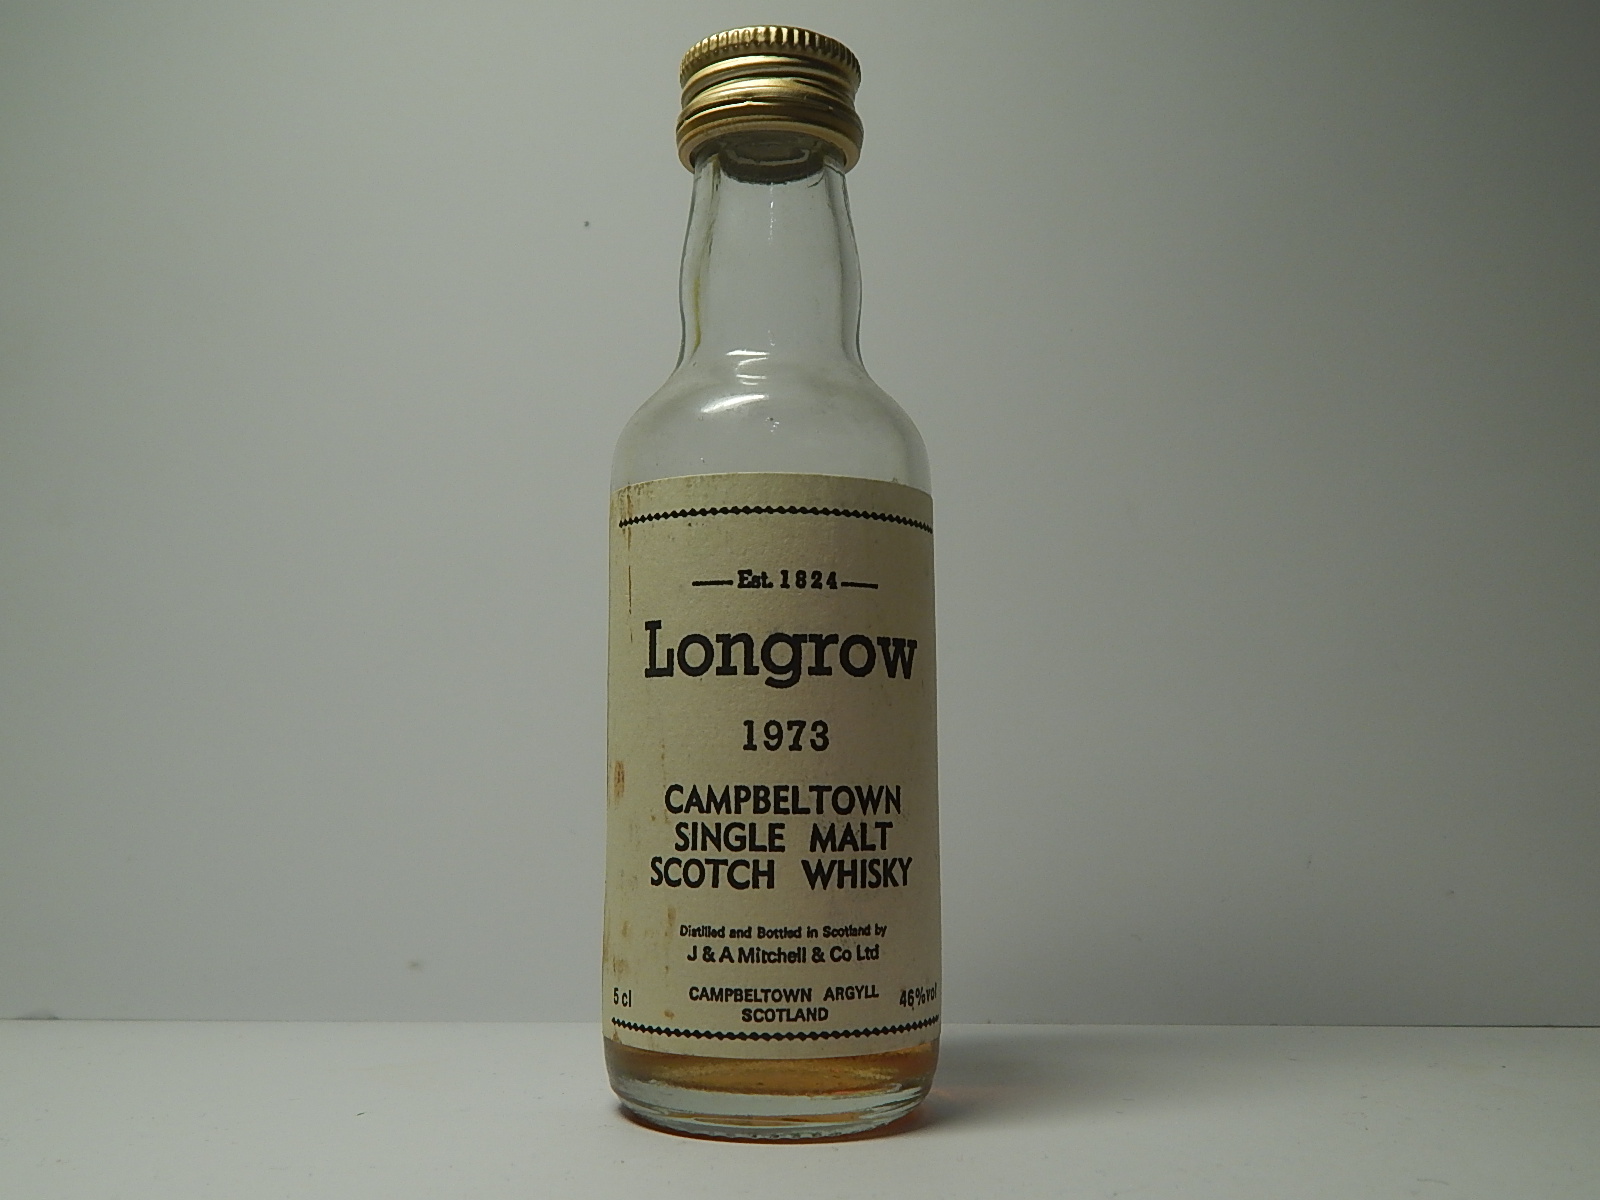 Est. 1824
Longrow
1973
CAMPBELTOWN
SINGLE MALT
SCOTCH WHISKY
Distilled and Bottled in Scotland by
J & A Mitchell & Co Ltd
5 cl CAMPBELTOWN ARGYLL 46% vol
SCOTLAND